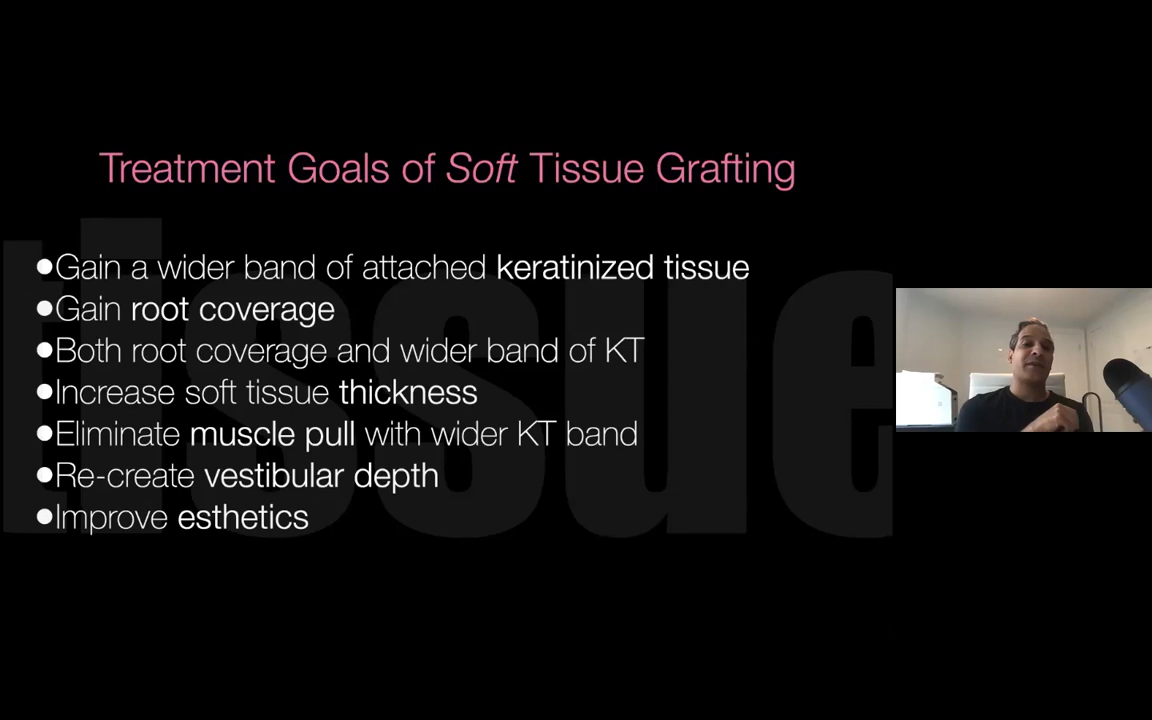 Treatment Goals of Soft Tissue Grafting
tissue
●Gain a wider band of attached keratinized tissue
●Gain root coverage
●Both root coverage and wider band of KT
●Increase soft tissue thickness
●Eliminate muscle pull with wider KT band
●Re-create vestibular depth
●Improve esthetics